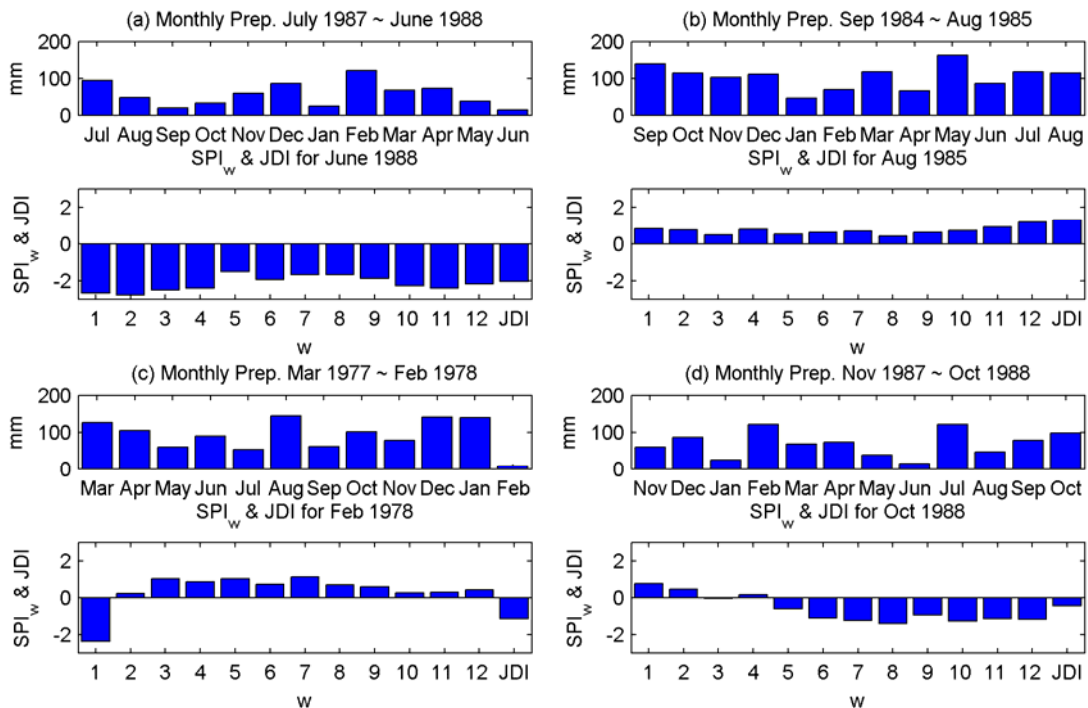 (a) Monthly Prep. July 1987 ~ June 1988
200
100
0
mm
Jul Aug Sep Oct Nov Dec Jan Feb Mar Apr May Jun
SPI_w & JDI for June 1988
2
0
-2
SPI_w & JDI
1 2 3 4 5 6 7 8 9 10 11 12 JDI
w
(b) Monthly Prep. Sep 1984 ~ Aug 1985
200
100
0
mm
Sep Oct Nov Dec Jan Feb Mar Apr May Jun Jul Aug
SPI_w & JDI for Aug 1985
2
0
-2
SPI_w & JDI
1 2 3 4 5 6 7 8 9 10 11 12 JDI
w
(c) Monthly Prep. Mar 1977 ~ Feb 1978
200
100
0
mm
Mar Apr May Jun Jul Aug Sep Oct Nov Dec Jan Feb
SPI_w & JDI for Feb 1978
2
0
-2
SPI_w & JDI
1 2 3 4 5 6 7 8 9 10 11 12 JDI
w
(d) Monthly Prep. Nov 1987 ~ Oct 1988
200
100
0
mm
Nov Dec Jan Feb Mar Apr May Jun Jul Aug Sep Oct
SPI_w & JDI for Oct 1988
2
0
-2
SPI_w & JDI
1 2 3 4 5 6 7 8 9 10 11 12 JDI
w